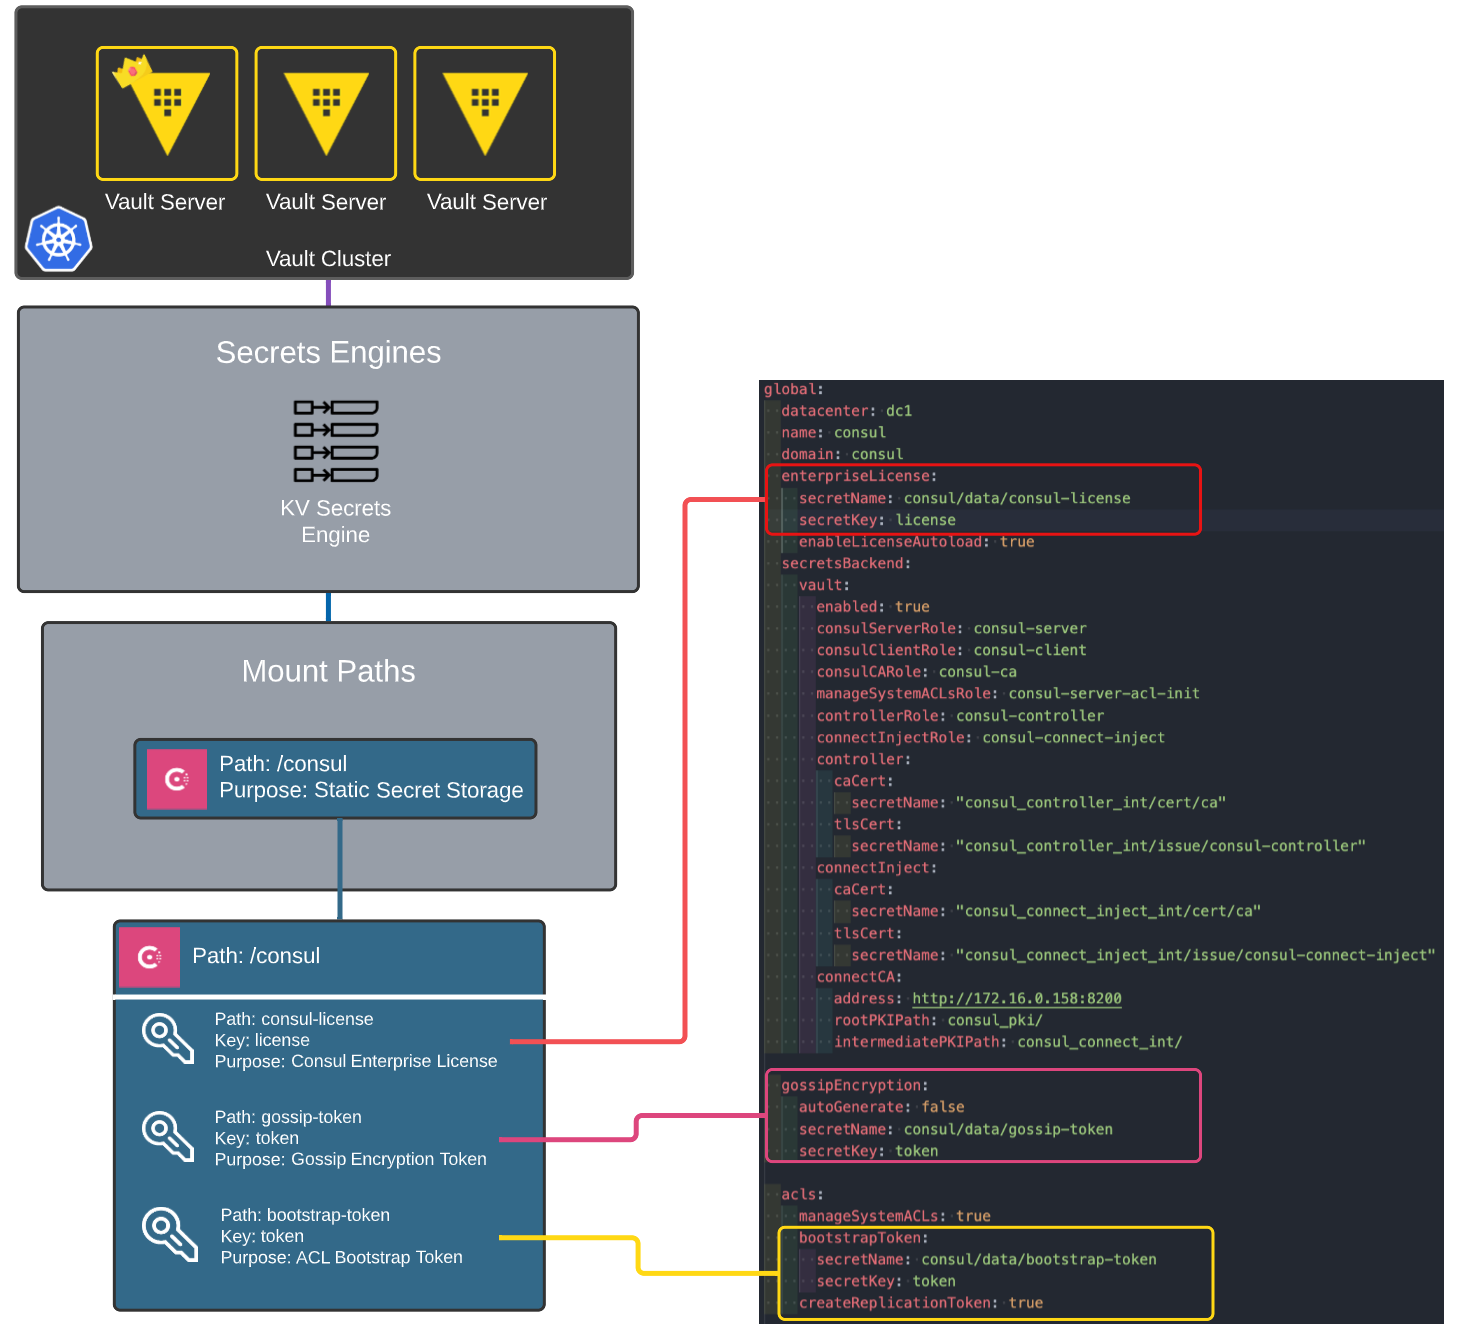 Vault Server
Vault Server
Vault Server
Vault Cluster
Secrets Engines
KV Secrets
Engine
Mount Paths
Path: /consul
Purpose: Static Secret Storage
Path: /consul
Path: consul-license
Key: license
Purpose: Consul Enterprise License
Path: gossip-token
Key: token
Purpose: Gossip Encryption Token
Path: bootstrap-token
Key: token
Purpose: ACL Bootstrap Token
global:
datacenter: dc1
name: consul
domain: consul
enterpriseLicense:
secretName: consul/data/consul-license
secretKey: license
enableLicenseAutoload: true
secretsBackend:
vault:
enabled: true
consulServerRole: consul-server
consulClientRole: consul-client
consulCARole: consul-ca
manageSystemACLsRole: consul-server-acl-init
controllerRole: consul-controller
connectInjectRole: consul-connect-inject
controller:
caCert:
secretName: "consul_controller_int/cert/ca"
tlsCert:
secretName: "consul_controller_int/issue/consul-controller"
connectInject:
caCert:
secretName: "consul_connect_inject_int/cert/ca"
tlsCert:
secretName: "consul_connect_inject_int/issue/consul-connect-inject"
connectCA:
address: http://172.16.0.158:8200
rootPKIPath: consul_pki/
intermediatePKIPath: consul_connect_int/
gossipEncryption:
autoGenerate: false
secretName: consul/data/gossip-token
secretKey: token
acls:
manageSystemACLs: true
bootstrapToken:
secretName: consul/data/bootstrap-token
secretKey: token
createReplicationToken: true